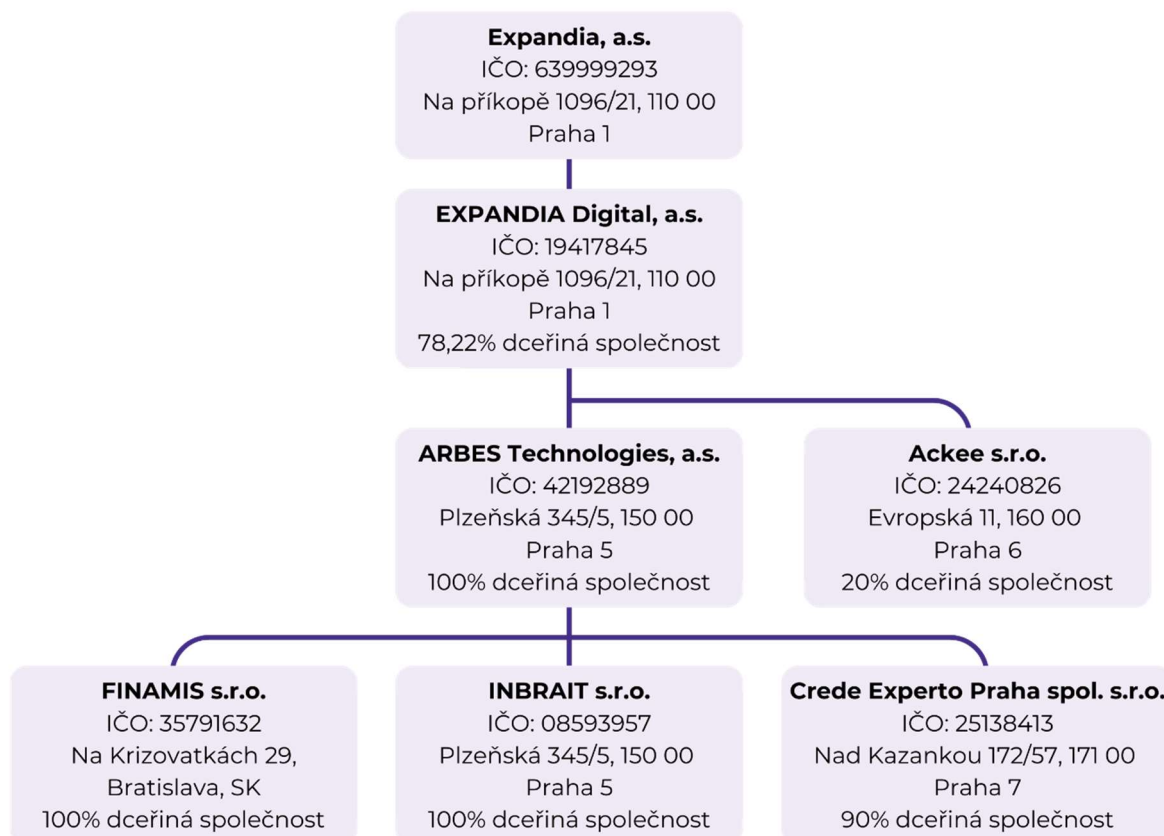 Expandia, a.s.
IČO: 639999293
Na příkopě 1096/21, 110 00
Praha 1
EXPANDIA Digital, a.s.
IČO: 19417845
Na příkopě 1096/21, 110 00
Praha 1
78,22% dceřiná společnost
ARBES Technologies, a.s.
IČO: 42192889
Plzeňská 345/5, 150 00
Praha 5
100% dceřiná společnost
Ackee s.r.o.
IČO: 24240826
Evropská 11, 160 00
Praha 6
20% dceřiná společnost
FINAMIS s.r.o.
IČO: 35791632
Na Krizovatkách 29,
Bratislava, SK
100% dceřiná společnost
INBRAIT s.r.o.
IČO: 08593957
Plzeňská 345/5, 150 00
Praha 5
100% dceřiná společnost
Crede Experto Praha spol. s.r.o.
IČO: 25138413
Nad Kazankou 172/57, 171 00
Praha 7
90% dceřiná společnost